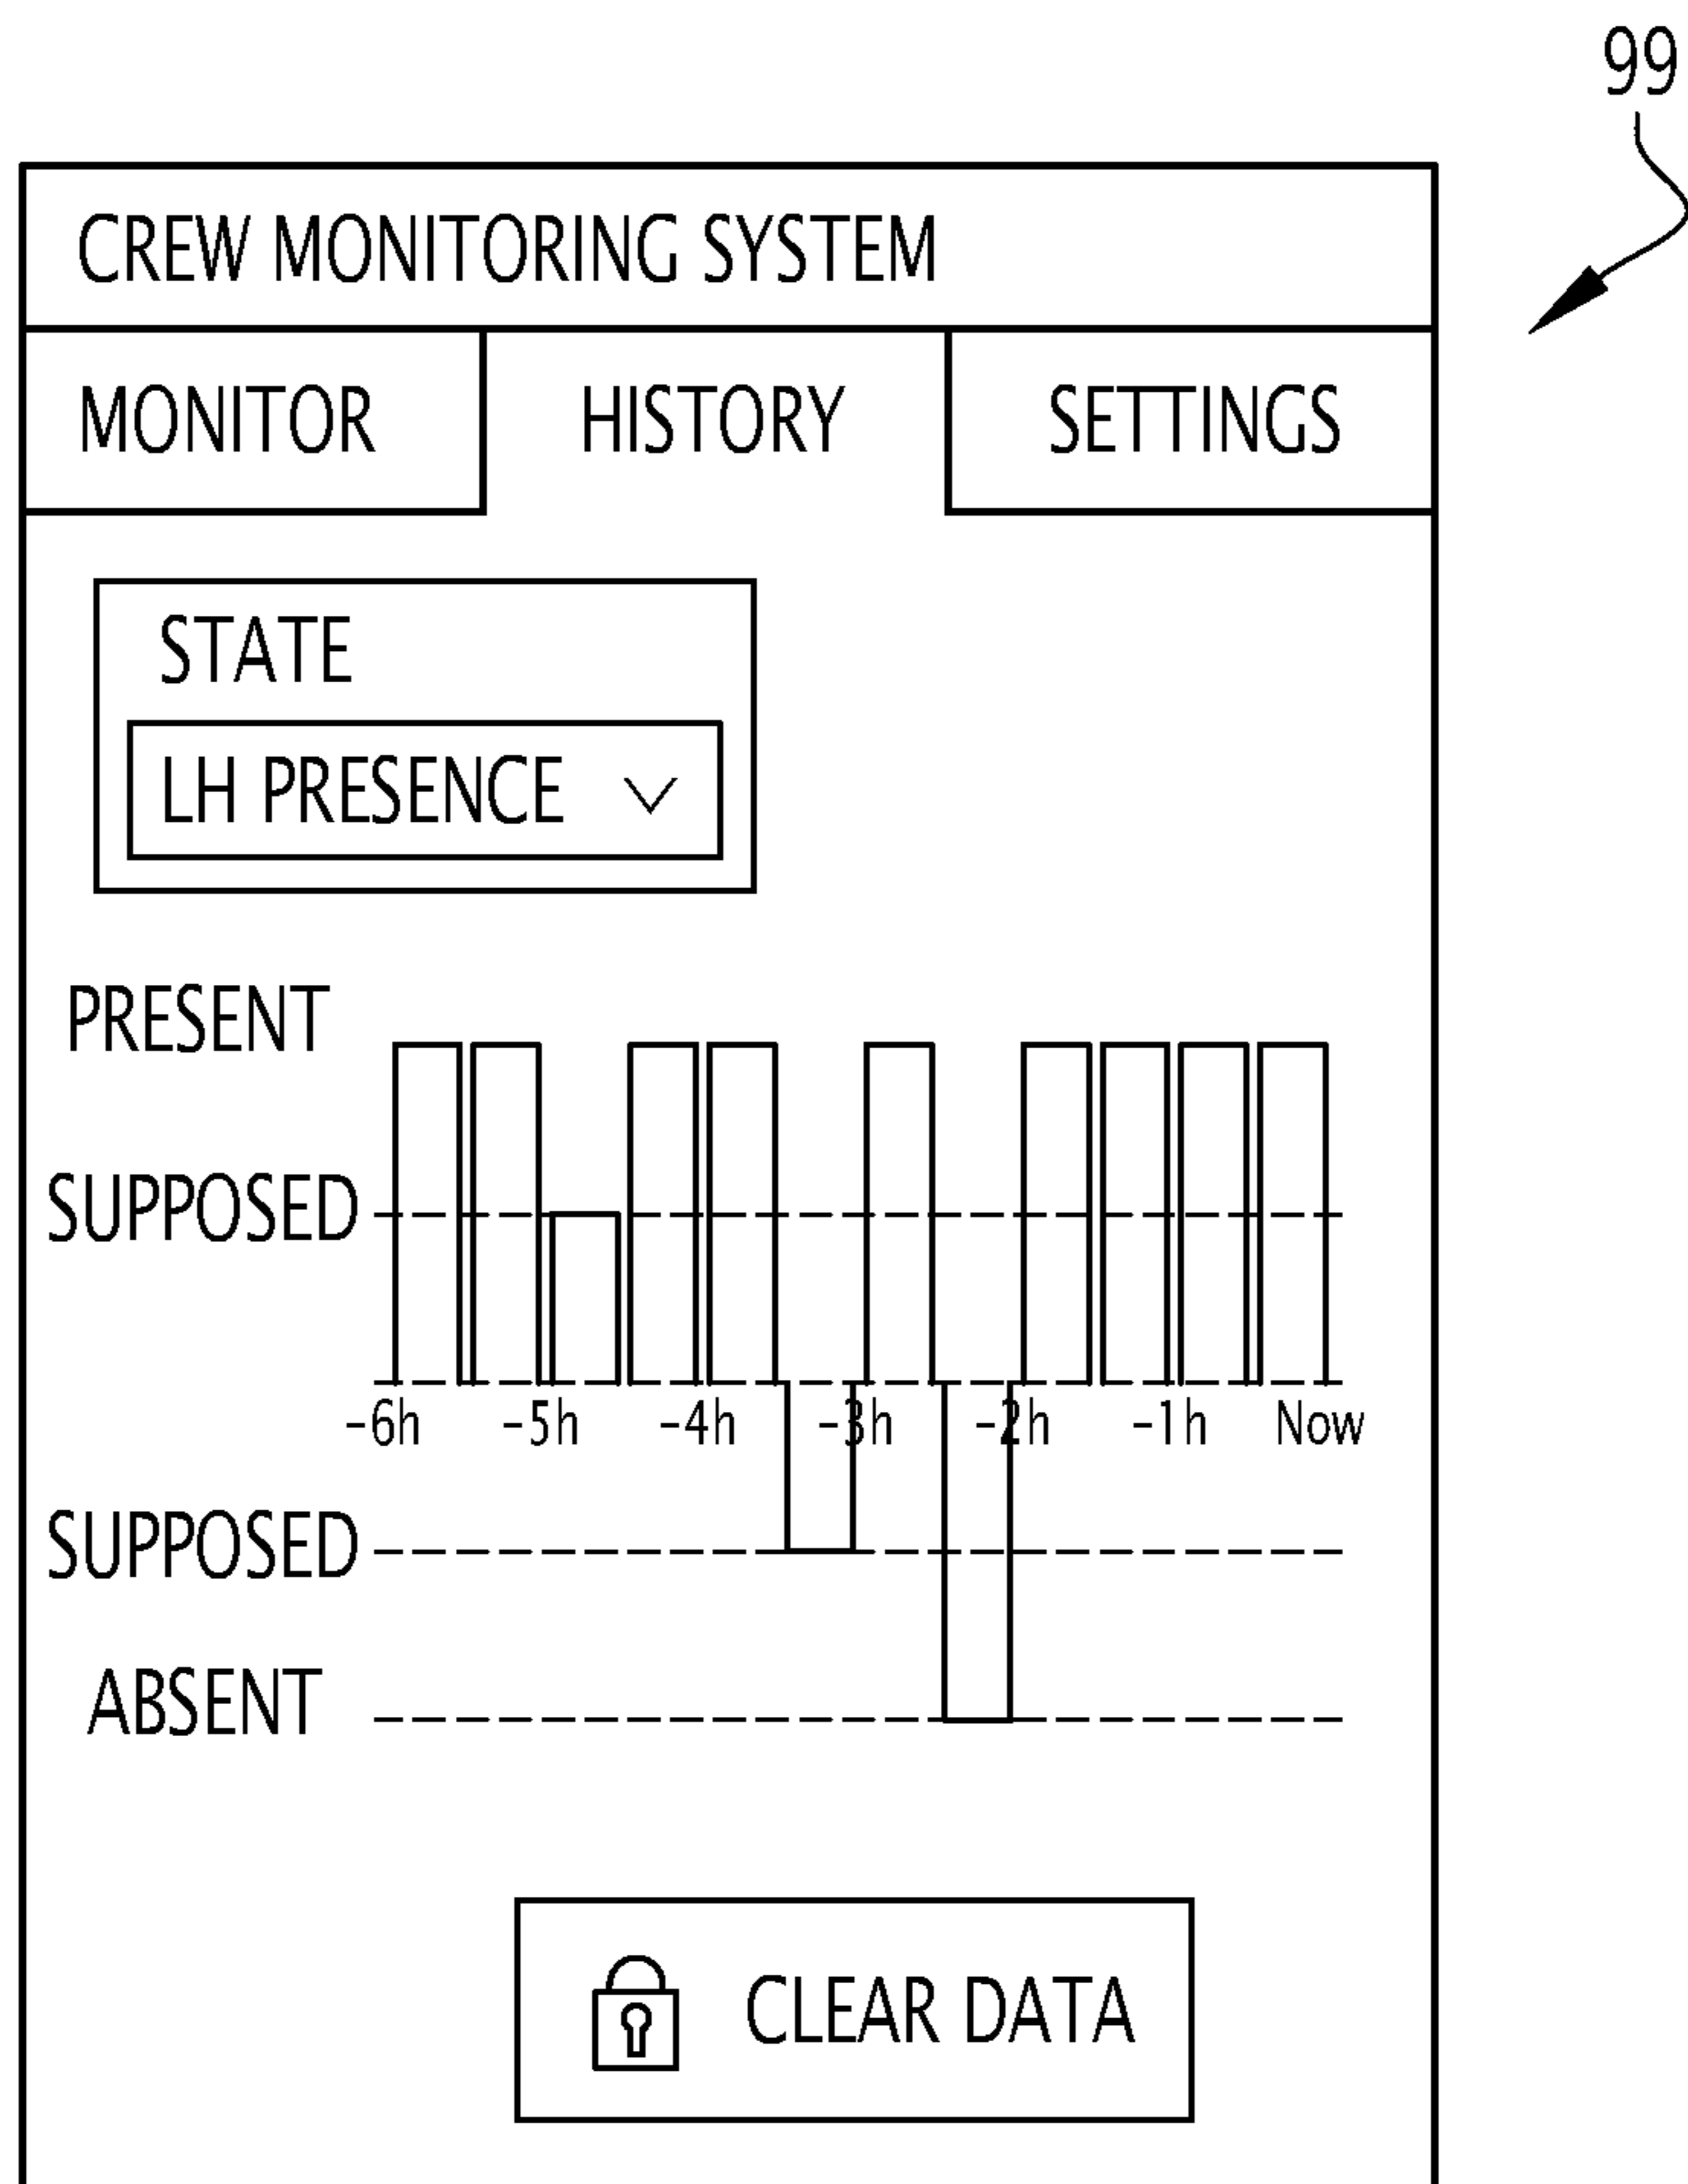 99
CREW MONITORING SYSTEM
MONITOR HISTORY SETTINGS
STATE
LH PRESENCE
PRESENT
SUPPOSED
-6h -5h -4h -3h -2h -1h Now
SUPPOSED
ABSENT
CLEAR DATA